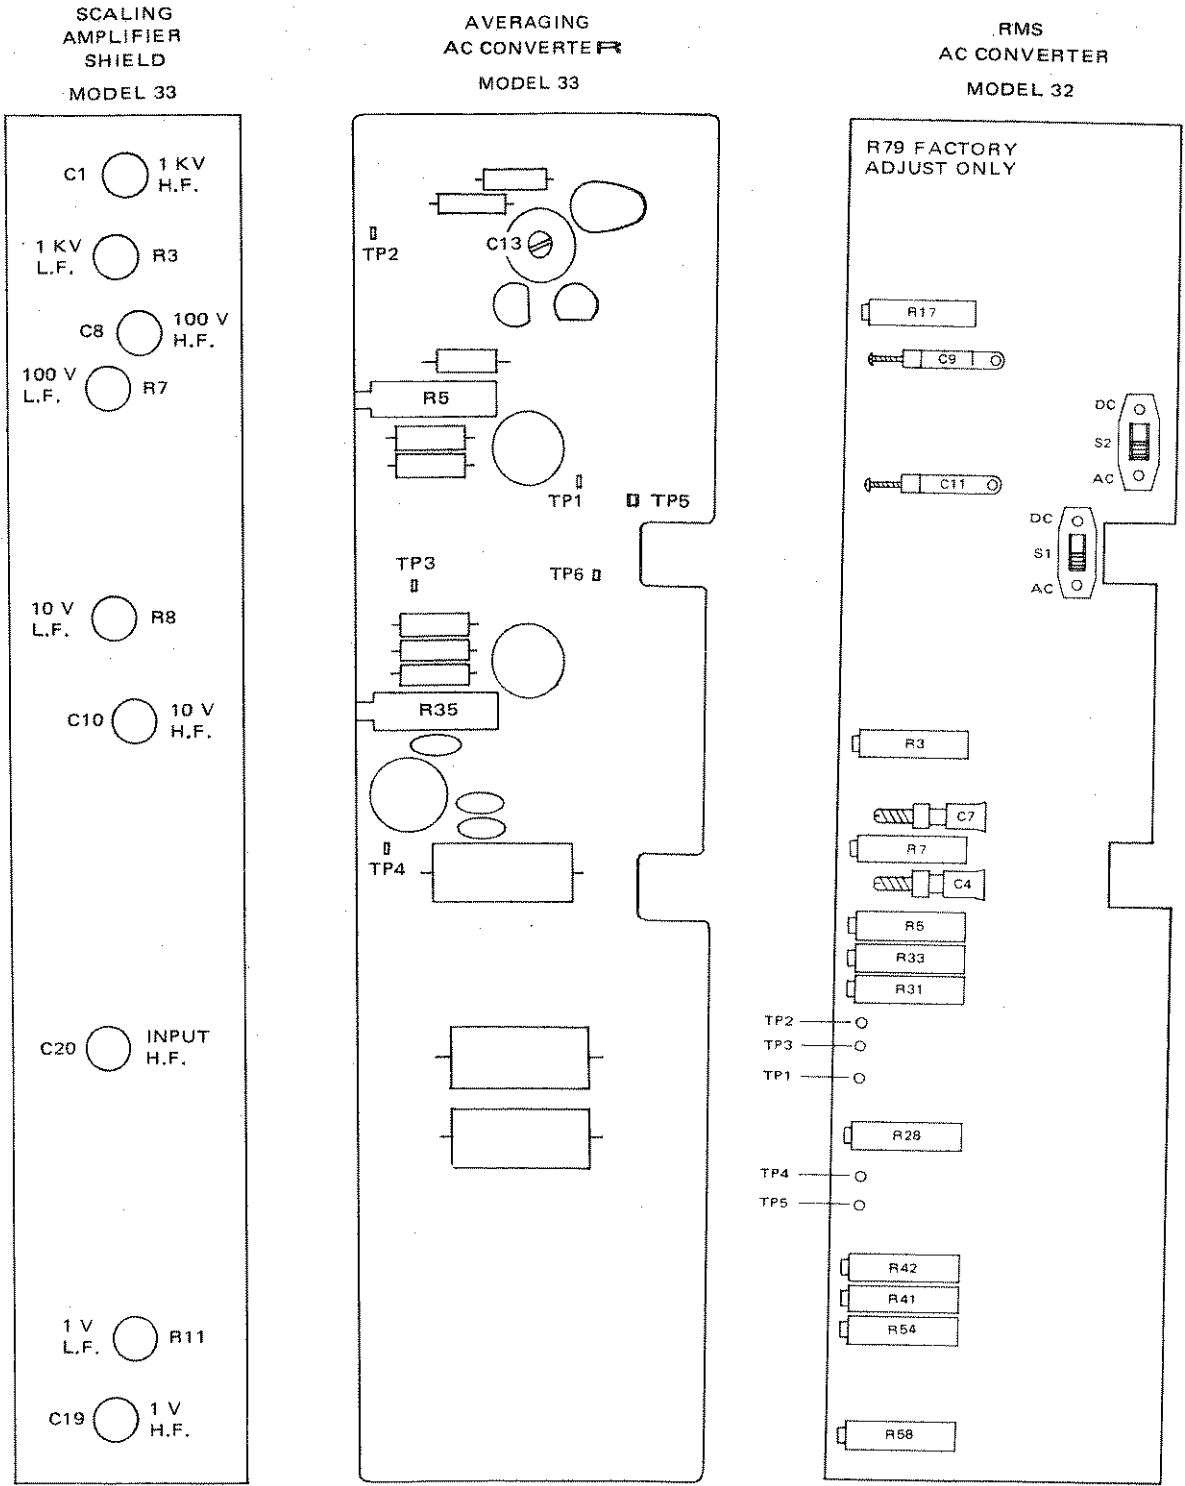 SCALING
AMPLIFIER
SHIELD
MODEL 33
C1
1 KV
H.F.
1 KV
L.F.
R3
C8
100 V
H.F.
100 V
L.F.
R7
10 V
L.F.
R8
C10
10 V
H.F.
C20
INPUT
H.F.
1 V
L.F.
R11
C19
1 V
H.F.
AVERAGING
AC CONVERTER
MODEL 33
TP2
C13
R5
TP1
TP5
TP3
TP6
R35
TP4
RMS
AC CONVERTER
MODEL 32
R79 FACTORY
ADJUST ONLY
R17
C9
DC
S2
AC
C11
DC
S1
AC
R3
C7
R7
C4
R5
R33
R31
TP2
TP3
TP1
R28
TP4
TP5
R42
R41
R54
R58